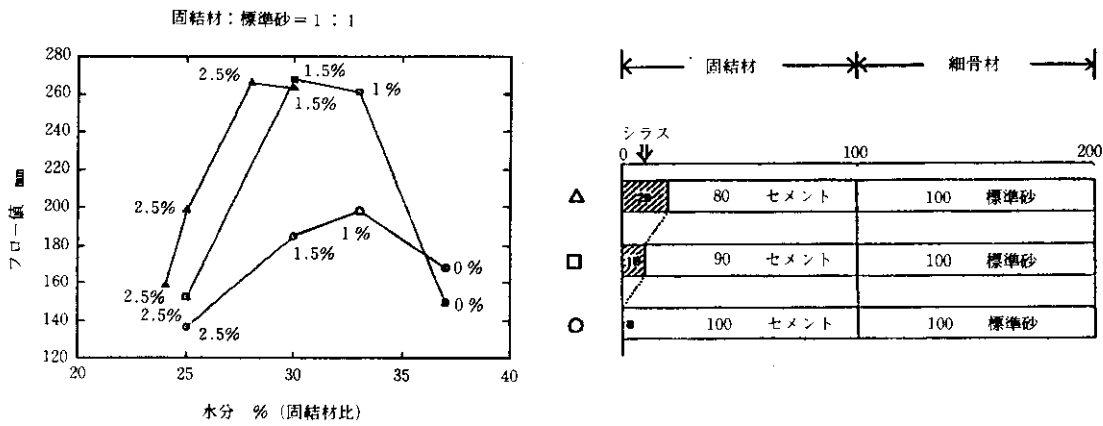 固結材：標準砂＝1：1
フロー値 mm
280
260
240
220
200
180
160
140
120
2.5%
1.5%
1.5%
1%
2.5%
1%
1.5%
0%
2.5%
2.5%
2.5%
0%
20 25 30 35 40
水分 % (固結材比)
固結材 細骨材
シラス
0 100 200
△ 20 80 セメント 100 標準砂
□ 10 90 セメント 100 標準砂
○ 100 セメント 100 標準砂